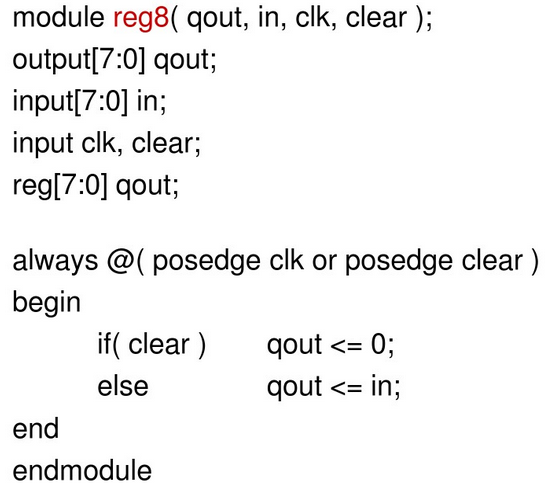 module reg8( qout, in, clk, clear );
output[7:0] qout;
input[7:0] in;
input clk, clear;
reg[7:0] qout;
always @( posedge clk or posedge clear )
begin
if( clear ) qout <= 0;
else qout <= in;
end
endmodule